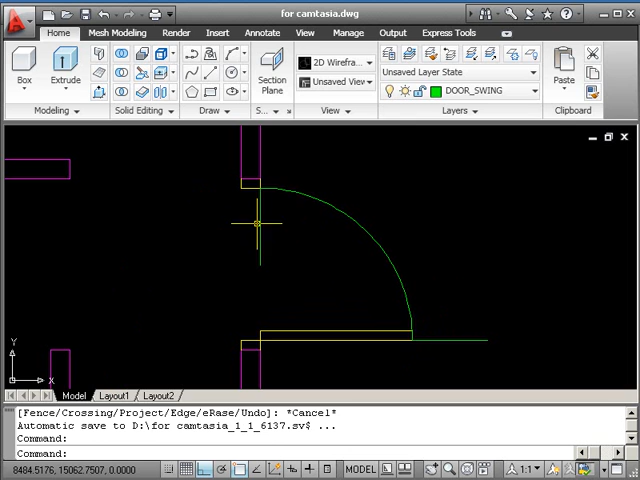 for camtasia.dwg
Home Mesh Modeling Render Insert Annotate View Manage Output Express Tools
Box Extrude Section Plane 2D Wirefra... Unsaved View Unsaved Layer State DOOR_SWING Paste
Modeling Solid Editing Draw S... View Layers Clipboard
Y
X
Model Layout1 Layout2
[Fence/Crossing/Project/Edge/eRase/Undo]: *Cancel*
Automatic save to D:\for camtasia_1_1_6137.sv$ ...
Command:
Command:
8484.5176, 15062.7507, 0.0000 MODEL 1:1